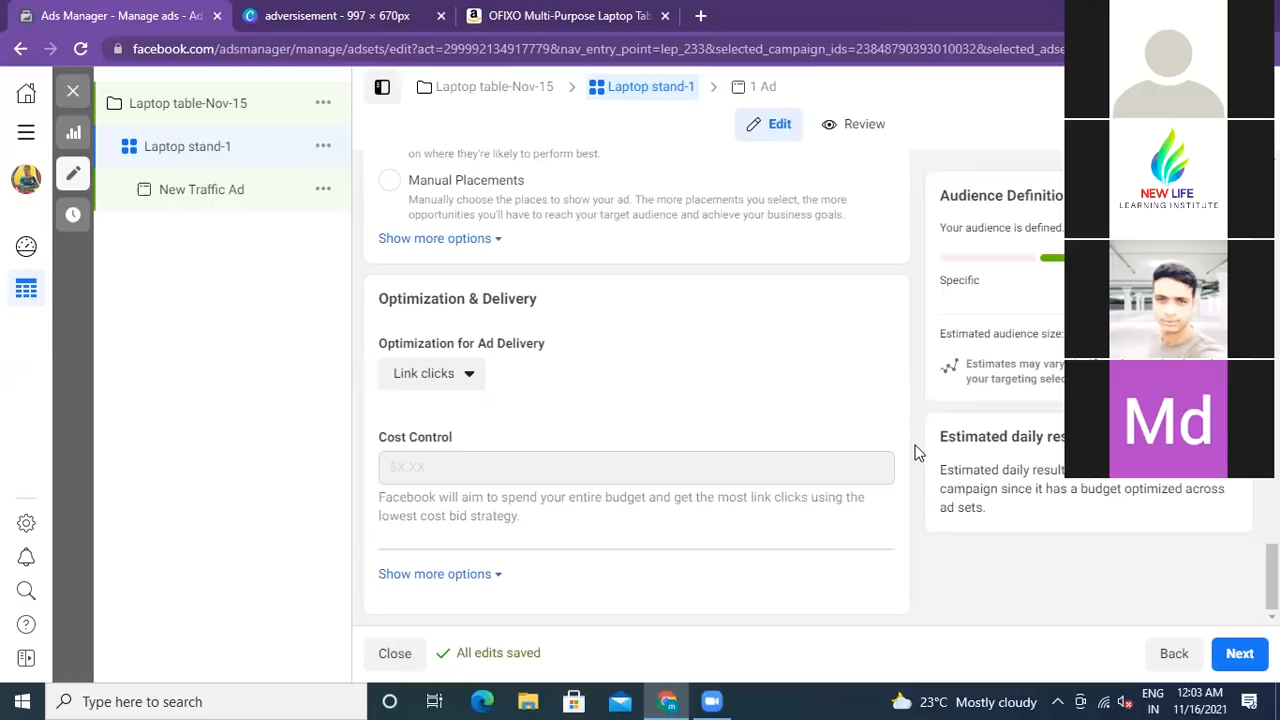 Ads Manager - Manage ads - Ad
adversisement - 997 × 670px
OFIXO Multi-Purpose Laptop Table
facebook.com/adsmanager/manage/adsets/edit?act=299992134917779&nav_entry_point=lep_233&selected_campaign_ids=23848790393010032&selected_adse
Laptop table-Nov-15
Laptop stand-1
New Traffic Ad
Laptop table-Nov-15
Laptop stand-1
1 Ad
Edit
Review
on where they're likely to perform best.
Manual Placements
Manually choose the places to show your ad. The more placements you select, the more
opportunities you'll have to reach your target audience and achieve your business goals.
Show more options
Optimization & Delivery
Optimization for Ad Delivery
Link clicks
Cost Control
$X.XX
Facebook will aim to spend your entire budget and get the most link clicks using the
lowest cost bid strategy.
Show more options
Audience Definitio
Your audience is defined.
Specific
Estimated audience size:
Estimates may vary
your targeting selec
Estimated daily res
Estimated daily result
campaign since it has a budget optimized across
ad sets.
NEW LIFE
LEARNING INSTITUTE
Md
Close
All edits saved
Back
Next
Type here to search
23°C Mostly cloudy
ENG
IN
12:03 AM
11/16/2021